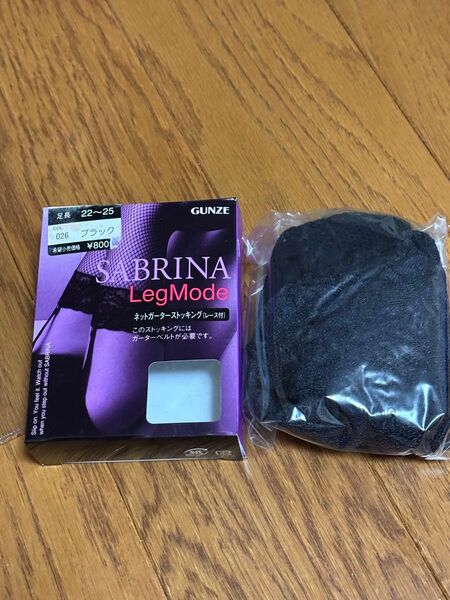 足長 22~25
COL.
026 ブラック
希望小売価格 ¥800
GUNZE
SABRINA
LegMode
ネットガーターストッキング(レース付)
このストッキングには
ガーターベルトが必要です。
Slip on. You feel it. Watch out
when you step out without SABRINA